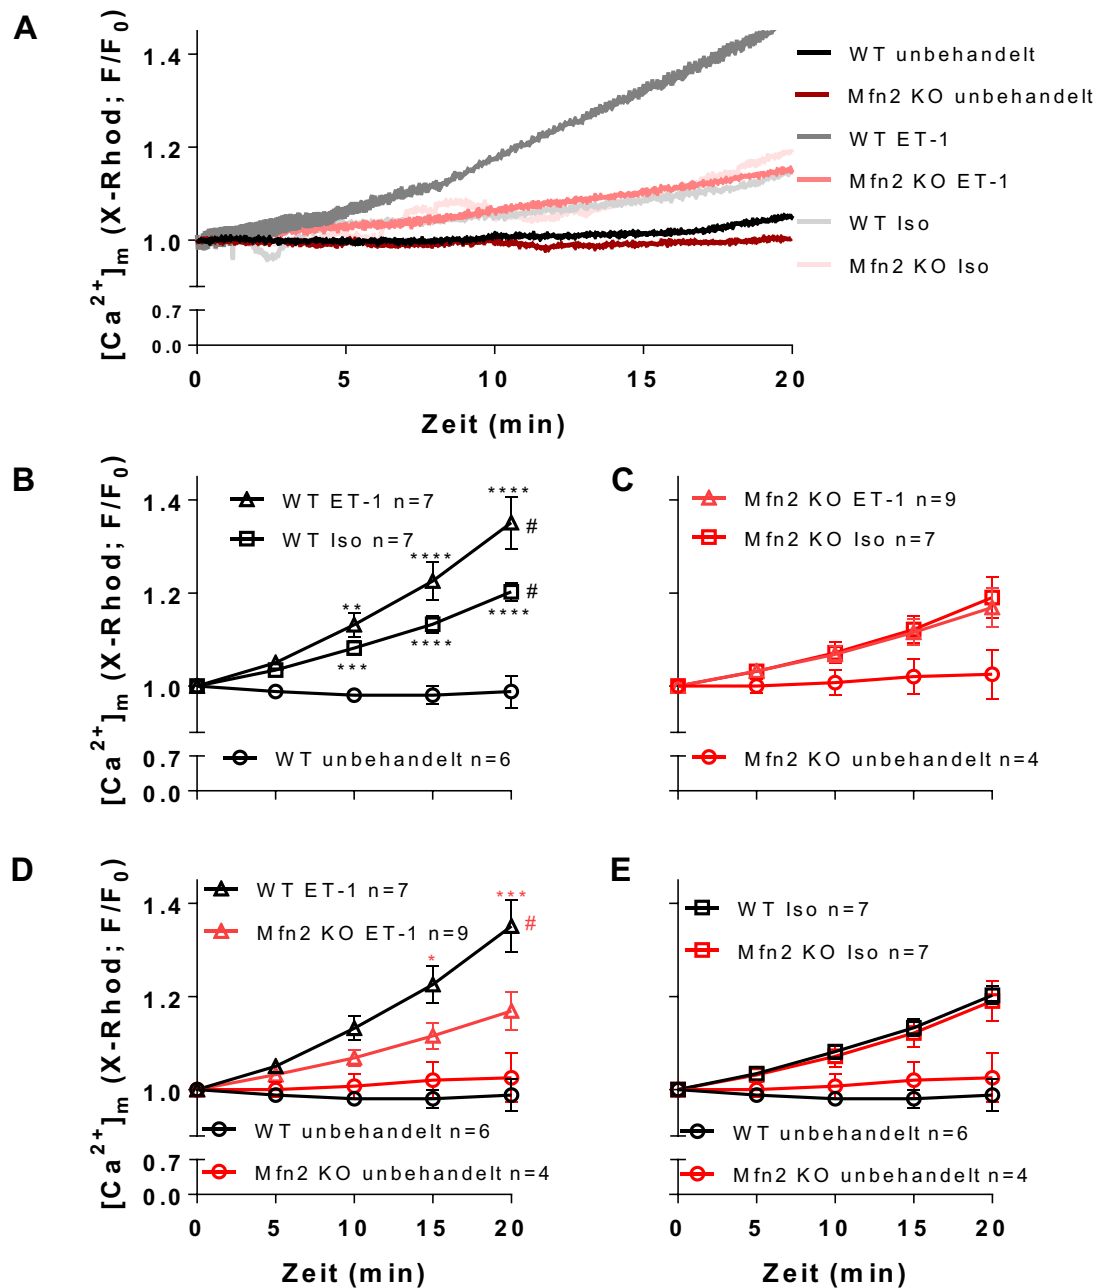 A
[Ca²⁺]ₘ (X-Rhod; F/F₀)
1.4
1.2
1.0
0.7
0.0
0
5
10
15
20
Zeit (min)
WT unbehandelt
Mfn2 KO unbehandelt
WT ET-1
Mfn2 KO ET-1
WT Iso
Mfn2 KO Iso
B
[Ca²⁺]ₘ (X-Rhod; F/F₀)
1.4
1.2
1.0
0.7
0.0
WT ET-1 n=7
WT Iso n=7
WT unbehandelt n=6
**
***
****
****
****
****
#
#
C
Mfn2 KO ET-1 n=9
Mfn2 KO Iso n=7
Mfn2 KO unbehandelt n=4
D
[Ca²⁺]ₘ (X-Rhod; F/F₀)
1.4
1.2
1.0
0.7
0.0
WT ET-1 n=7
Mfn2 KO ET-1 n=9
*
***
#
WT unbehandelt n=6
Mfn2 KO unbehandelt n=4
0
5
10
15
20
Zeit (min)
E
WT Iso n=7
Mfn2 KO Iso n=7
WT unbehandelt n=6
Mfn2 KO unbehandelt n=4
0
5
10
15
20
Zeit (min)